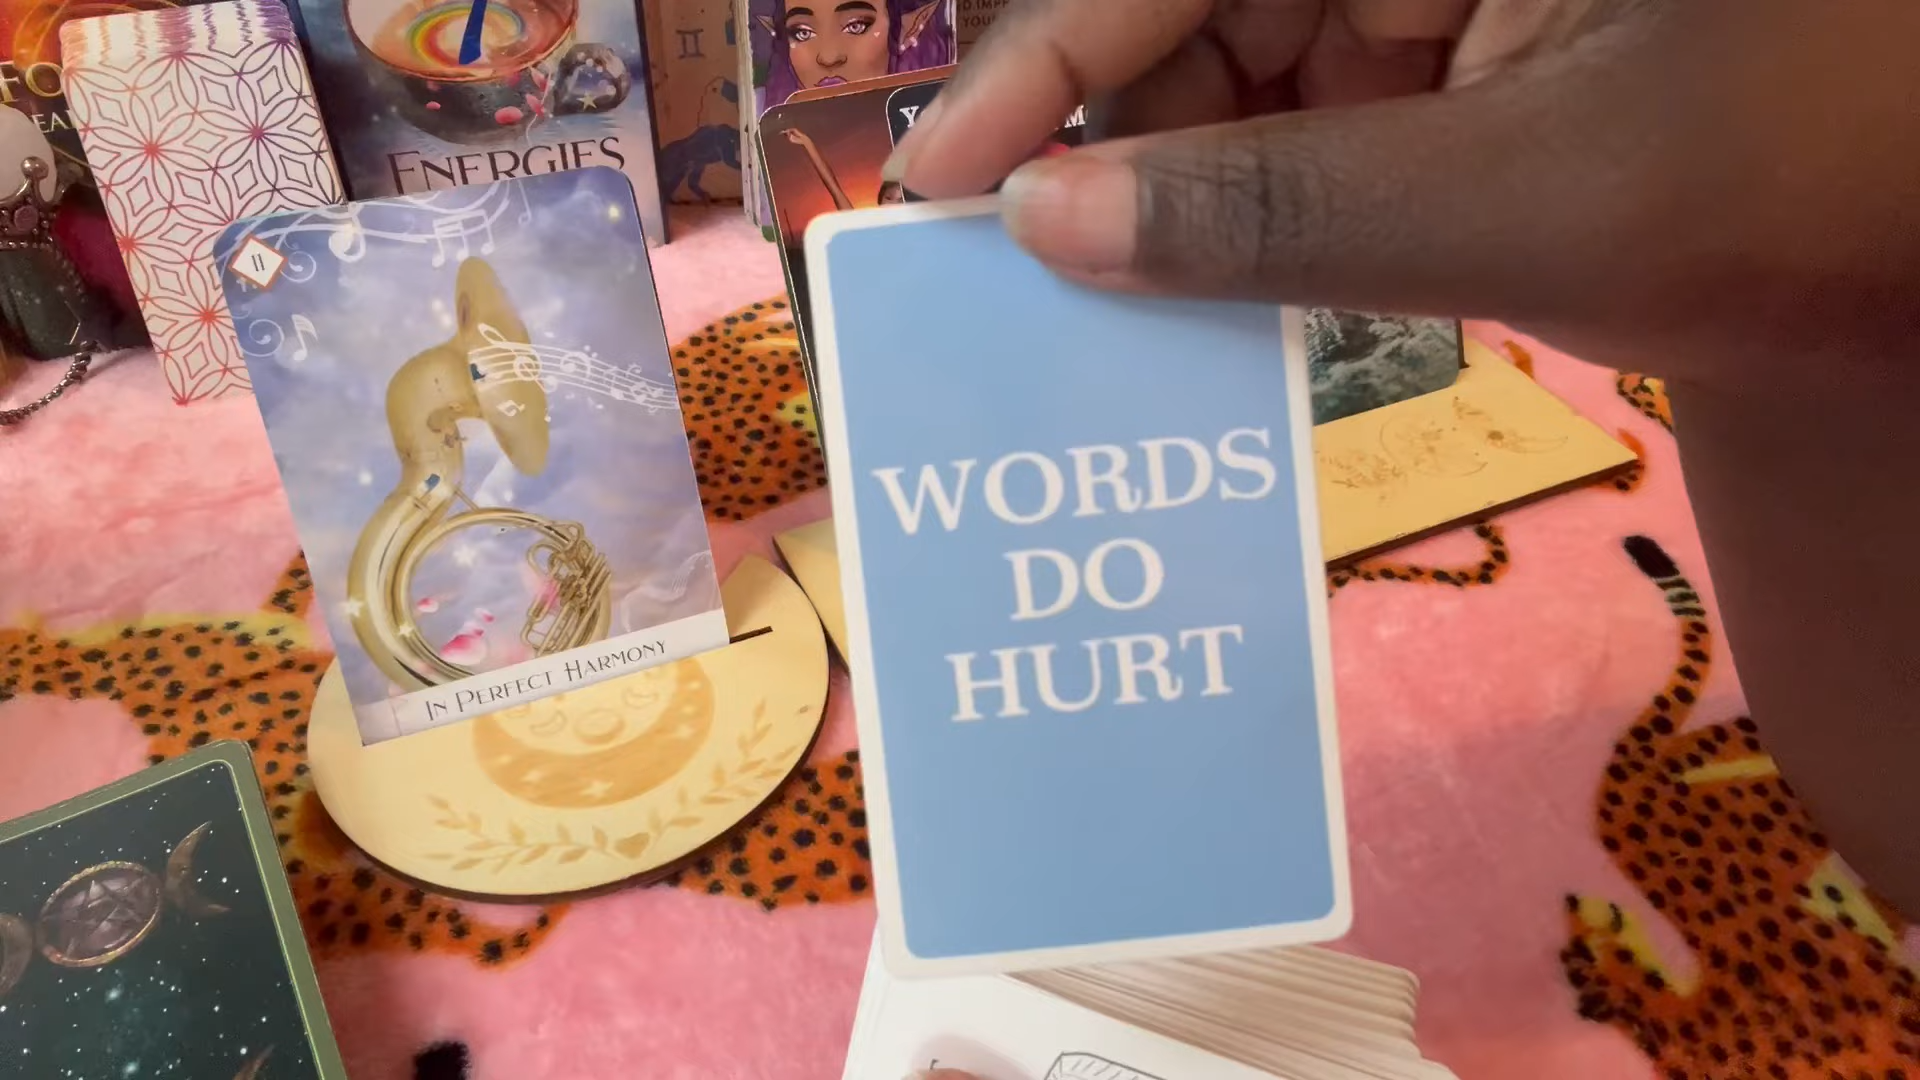 ENERGIES
II
IN PERFECT HARMONY
WORDS
DO
HURT